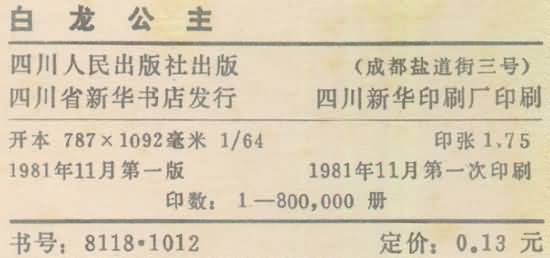 白龙公主
四川人民出版社出版 （成都盐道街三号）
四川省新华书店发行 四川新华印刷厂印刷
开本 787×1092毫米 1/64 印张 1.75
1981年11月第一版 1981年11月第一次印刷
印数：1—800,000 册
书号：8118·1012 定价：0.13 元